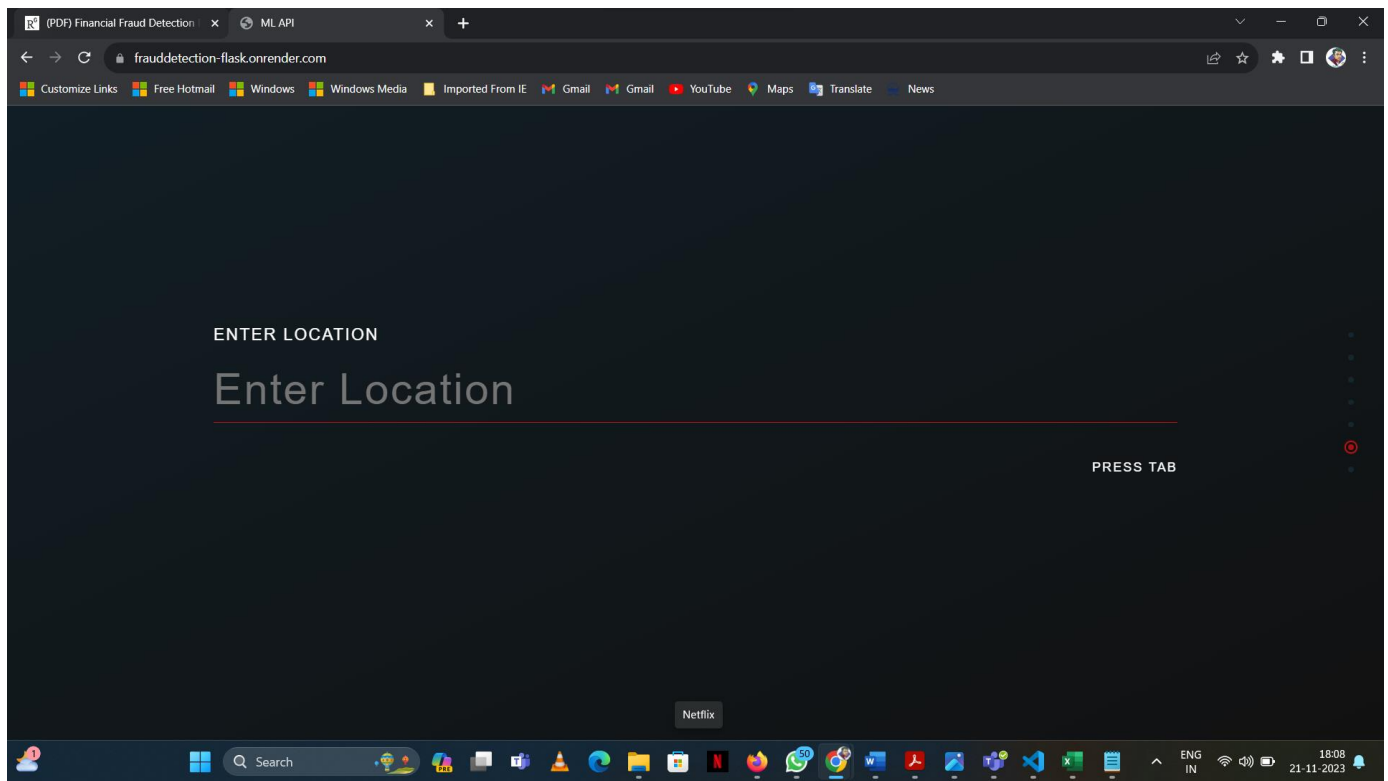 (PDF) Financial Fraud Detection
ML API
frauddetection-flask.onrender.com
Customize Links Free Hotmail Windows Windows Media Imported From IE Gmail Gmail YouTube Maps Translate News
ENTER LOCATION
Enter Location
PRESS TAB
Netflix
Search
50
1
ENG
IN
18:08
21-11-2023